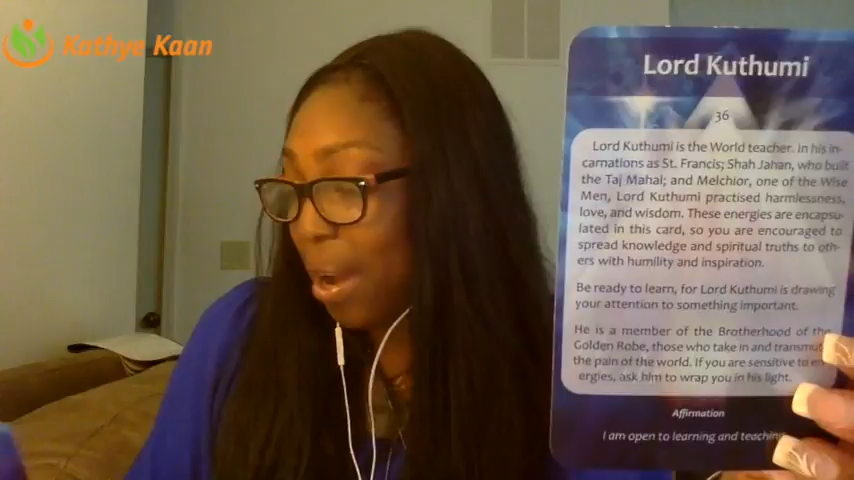 Kathye Kaan
Lord Kuthumi
36
Lord Kuthumi is the World teacher. In his in-
carnations as St. Francis; Shah Jahan, who built
the Taj Mahal; and Melchior, one of the Wise
Men, Lord Kuthumi practised harmlessness,
love, and wisdom. These energies are encapsu-
lated in this card, so you are encouraged to
spread knowledge and spiritual truths to oth-
ers with humility and inspiration.
Be ready to learn, for Lord Kuthumi is drawing
your attention to something important.
He is a member of the Brotherhood of the
Golden Robe, those who take in and transmut
the pain of the world. If you are sensitive to en
ergies, ask him to wrap you in his light.
Affirmation
I am open to learning and teaching